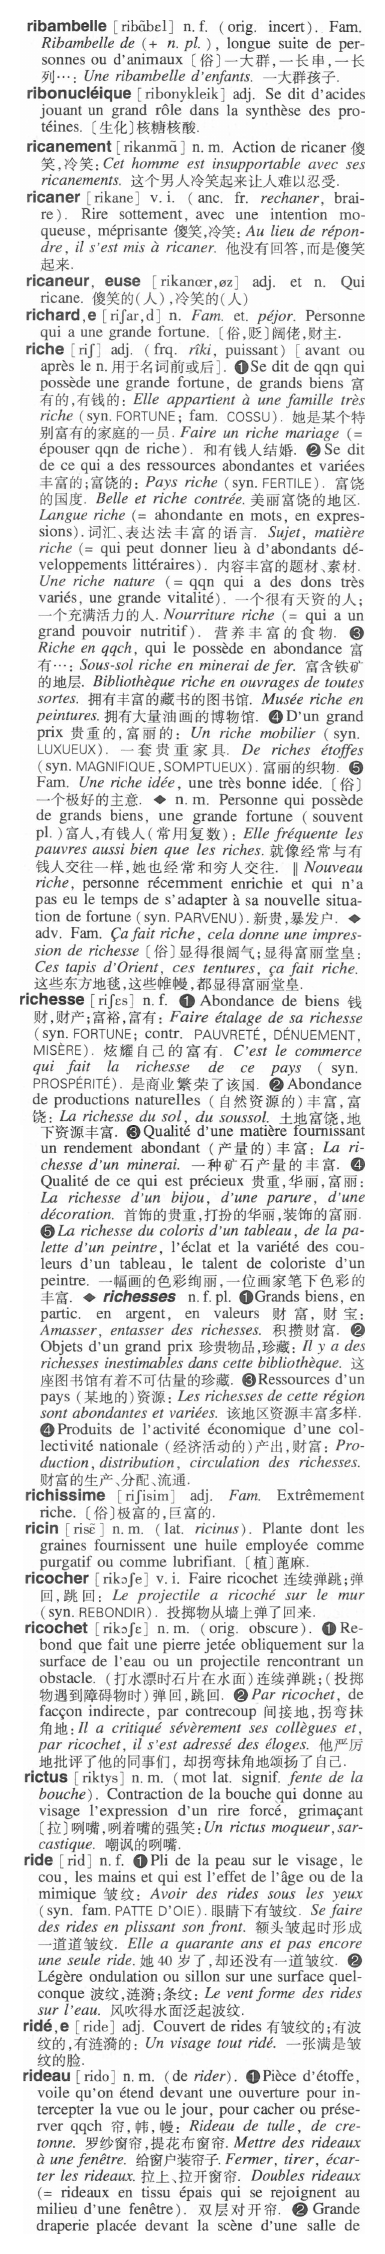 ribambelle [ribɑ̃bɛl] n. f. (orig. incert). Fam.
Ribambelle de (+ n. pl.), longue suite de per-
sonnes ou d'animaux [俗]一大群,一长串,一长
列…: Une ribambelle d'enfants. 一大群孩子.
ribonucléique [ribonykleik] adj. Se dit d'acides
jouant un grand rôle dans la synthèse des pro-
téines. [生化]核糖核酸.
ricanement [rikanmɑ̃] n. m. Action de ricaner 傻
笑,冷笑: Cet homme est insupportable avec ses
ricanements. 这个男人冷笑起来让人难以忍受.
ricaner [rikane] v. i. (anc. fr. rechaner, brai-
re). Rire sottement, avec une intention mo-
queuse, méprisante 傻笑,冷笑: Au lieu de répon-
dre, il s'est mis à ricaner. 他没有回答,而是傻笑
起来.
ricaneur, euse [rikanœr,øz] adj. et n. Qui
ricane. 傻笑的(人),冷笑的(人)
richard,e [riʃar,d] n. Fam. et. péjor. Personne
qui a une grande fortune. [俗,贬]阔佬,财主.
riche [riʃ] adj. (frq. rîki, puissant) [avant ou
après le n. 用于名词前或后]. ❶Se dit de qqn qui
possède une grande fortune, de grands biens 富
有的,有钱的: Elle appartient à une famille très
riche (syn. FORTUNE; fam. COSSU). 她是某个特
别富有的家庭的一员. Faire un riche mariage (=
épouser qqn de riche). 和有钱人结婚. ❷Se dit
de ce qui a des ressources abondantes et variées
丰富的;富饶的: Pays riche (syn. FERTILE). 富饶
的国度. Belle et riche contrée. 美丽富饶的地区.
Langue riche (= ahondante en mots, en expres-
sions). 词汇、表达法丰富的语言. Sujet, matière
riche (= qui peut donner lieu à d'abondants dé-
veloppements littéraires). 内容丰富的题材、素材.
Une riche nature (= qqn qui a des dons très
variés, une grande vitalité). 一个很有天资的人;
一个充满活力的人. Nourriture riche (= qui a un
grand pouvoir nutritif). 营养丰富的食物. ❸
Riche en qqch, qui le possède en abondance 富
有…: Sous-sol riche en minerai de fer. 富含铁矿
的地层. Bibliothèque riche en ouvrages de toutes
sortes. 拥有丰富的藏书的图书馆. Musée riche en
peintures. 拥有大量油画的博物馆. ❹D'un grand
prix 贵重的,富丽的: Un riche mobilier (syn.
LUXUEUX). 一套贵重家具. De riches étoffes
(syn. MAGNIFIQUE, SOMPTUEUX). 富丽的织物. ❺
Fam. Une riche idée, une très bonne idée. [俗]
一个极好的主意. ◆ n. m. Personne qui possède
de grands biens, une grande fortune (souvent
pl.)富人,有钱人(常用复数): Elle fréquente les
pauvres aussi bien que les riches. 就像经常与有
钱人交往一样,她也经常和穷人交往. ‖ Nouveau
riche, personne récemment enrichie et qui n'a
pas eu le temps de s'adapter à sa nouvelle situa-
tion de fortune (syn. PARVENU). 新贵,暴发户. ◆
adv. Fam. Ça fait riche, cela donne une impres-
sion de richesse [俗]显得很阔气;显得富丽堂皇:
Ces tapis d'Orient, ces tentures, ça fait riche.
这些东方地毯,这些帷幔,都显得富丽堂皇.
richesse [riʃɛs] n. f. ❶ Abondance de biens 钱
财,财产;富裕,富有: Faire étalage de sa richesse
(syn. FORTUNE; contr. PAUVRETÉ, DÉNUEMENT,
MISÈRE). 炫耀自己的富有. C'est le commerce
qui fait la richesse de ce pays (syn.
PROSPÉRITÉ). 是商业繁荣了该国. ❷Abondance
de productions naturelles (自然资源的)丰富,富
饶: La richesse du sol, du soussol. 土地富饶,地
下资源丰富. ❸Qualité d'une matière fournissant
un rendement abondant (产量的)丰富: La ri-
chesse d'un minerai. 一种矿石产量的丰富. ❹
Qualité de ce qui est précieux 贵重,华丽,富丽:
La richesse d'un bijou, d'une parure, d'une
décoration. 首饰的贵重,打扮的华丽,装饰的富丽.
❺La richesse du coloris d'un tableau, de la pa-
lette d'un peintre, l'éclat et la variété des cou-
leurs d'un tableau, le talent de coloriste d'un
peintre. 一幅画的色彩绚丽,一位画家笔下色彩的
丰富. ◆ richesses n. f. pl. ❶Grands biens, en
partic. en argent, en valeurs 财富,财宝:
Amasser, entasser des richesses. 积攒财富. ❷
Objets d'un grand prix 珍贵物品,珍藏: Il y a des
richesses inestimables dans cette bibliothèque. 这
座图书馆有着不可估量的珍藏. ❸Ressources d'un
pays (某地的)资源: Les richesses de cette région
sont abondantes et variées. 该地区资源丰富多样.
❹Produits de l'activité économique d'une col-
lectivité nationale (经济活动的)产出,财富: Pro-
duction, distribution, circulation des richesses.
财富的生产、分配、流通.
richissime [riʃisim] adj. Fam. Extrêmement
riche. [俗]极富的,巨富的.
ricin [risɛ̃] n. m. (lat. ricinus). Plante dont les
graines fournissent une huile employée comme
purgatif ou comme lubrifiant. [植]蓖麻.
ricocher [rikɔʃe] v. i. Faire ricochet 连续弹跳;弹
回,跳回: Le projectile a ricoché sur le mur
(syn. REBONDIR). 投掷物从墙上弹了回来.
ricochet [rikɔʃɛ] n. m. (orig. obscure). ❶Re-
bond que fait une pierre jetée obliquement sur la
surface de l'eau ou un projectile rencontrant un
obstacle. (打水漂时石片在水面)连续弹跳;(投掷
物遇到障碍物时)弹回,跳回. ❷Par ricochet, de
facçon indirecte, par contrecoup 间接地,拐弯抹
角地: Il a critiqué sévèrement ses collègues et,
par ricochet, il s'est adressé des éloges. 他严厉
地批评了他的同事们, 却拐弯抹角地颂扬了自己.
rictus [riktys] n. m. (mot lat. signif. fente de la
bouche). Contraction de la bouche qui donne au
visage l'expression d'un rire forcé, grimaçant
[拉]咧嘴,咧着嘴的强笑: Un rictus moqueur, sar-
castique. 嘲讽的咧嘴.
ride [rid] n. f. ❶Pli de la peau sur le visage, le
cou, les mains et qui est l'effet de l'âge ou de la
mimique 皱纹: Avoir des rides sous les yeux
(syn. fam. PATTE D'OIE). 眼睛下有皱纹. Se faire
des rides en plissant son front. 额头皱起时形成
一道道皱纹. Elle a quarante ans et pas encore
une seule ride. 她 40 岁了,却还没有一道皱纹. ❷
Légère ondulation ou sillon sur une surface quel-
conque 波纹,涟漪;条纹: Le vent forme des rides
sur l'eau. 风吹得水面泛起波纹.
ridé,e [ride] adj. Couvert de rides 有皱纹的;有波
纹的,有涟漪的: Un visage tout ridé. 一张满是皱
纹的脸.
rideau [rido] n. m. (de rider). ❶Pièce d'étoffe,
voile qu'on étend devant une ouverture pour in-
tercepter la vue ou le jour, pour cacher ou prése-
rver qqch 帘,帏,幔: Rideau de tulle, de cre-
tonne. 罗纱窗帘,提花布窗帘. Mettre des rideaux
à une fenêtre. 给窗户装帘子. Fermer, tirer, écar-
ter les rideaux. 拉上、拉开窗帘. Doubles rideaux
(= rideaux en tissu épais qui se rejoignent au
milieu d'une fenêtre). 双层对开帘. ❷ Grande
draperie placée devant la scène d'une salle de